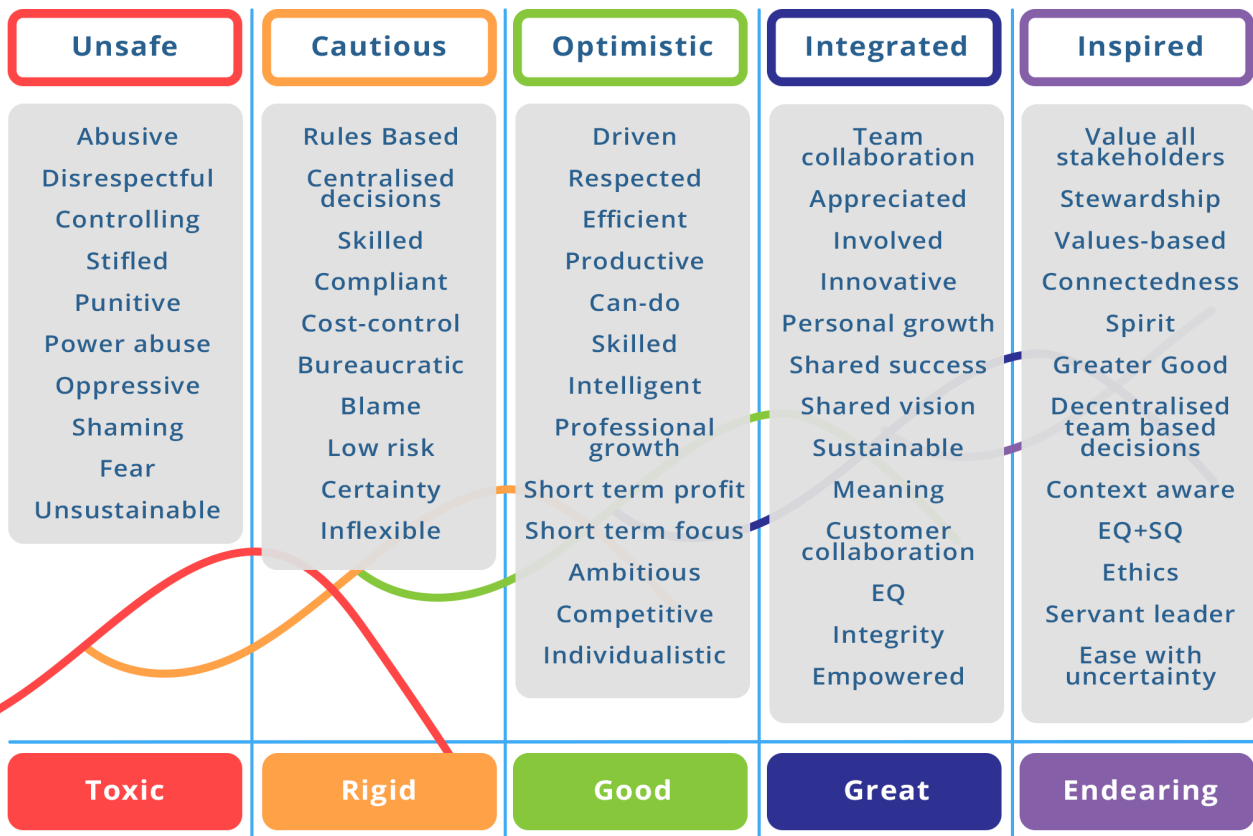 Unsafe
Cautious
Optimistic
Integrated
Inspired
Abusive
Disrespectful
Controlling
Stifled
Punitive
Power abuse
Oppressive
Shaming
Fear
Unsustainable
Rules Based
Centralised
decisions
Skilled
Compliant
Cost-control
Bureaucratic
Blame
Low risk
Certainty
Inflexible
Driven
Respected
Efficient
Productive
Can-do
Skilled
Intelligent
Professional
growth
Short term profit
Short term focus
Ambitious
Competitive
Individualistic
Team
collaboration
Appreciated
Involved
Innovative
Personal growth
Shared success
Shared vision
Sustainable
Meaning
Customer
collaboration
EQ
Integrity
Empowered
Value all
stakeholders
Stewardship
Values-based
Connectedness
Spirit
Greater Good
Decentralised
team based
decisions
Context aware
EQ+SQ
Ethics
Servant leader
Ease with
uncertainty
Toxic
Rigid
Good
Great
Endearing